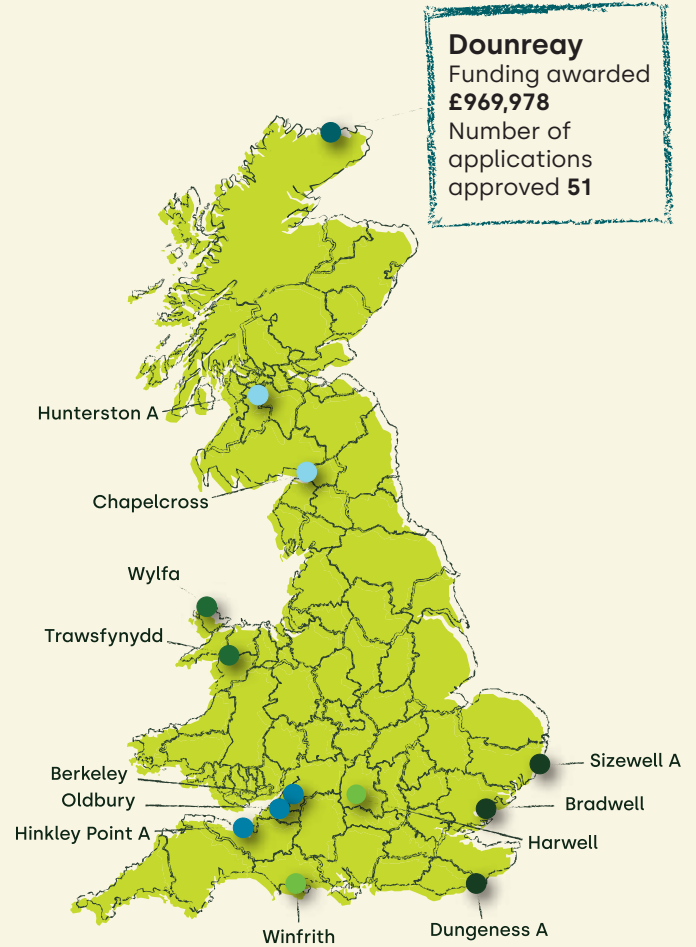 Dounreay
Funding awarded
£969,978
Number of
applications
approved 51
Hunterston A
Chapelcross
Wylfa
Trawsfynydd
Berkeley
Sizewell A
Oldbury
Bradwell
Hinkley Point A
Harwell
Winfrith
Dungeness A